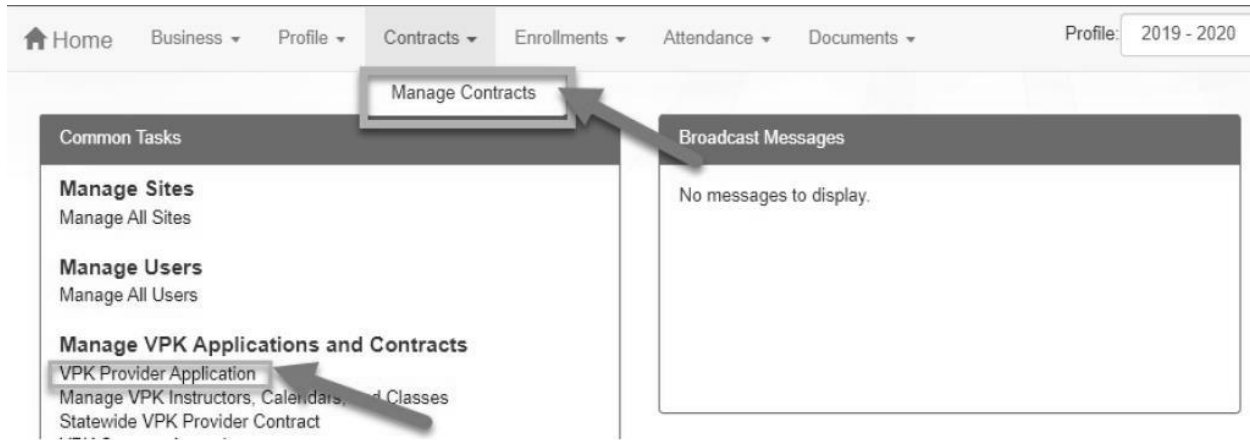 Home Business Profile Contracts Enrollments Attendance Documents Profile: 2019 - 2020
Manage Contracts
Common Tasks
Manage Sites
Manage All Sites
Manage Users
Manage All Users
Manage VPK Applications and Contracts
VPK Provider Application
Manage VPK Instructors, Calendars, and Classes
Statewide VPK Provider Contract
Broadcast Messages
No messages to display.